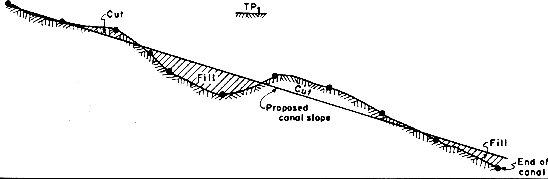 Cut
TP1
Fill
Cut
Proposed
canal slope
Fill
End of
canal